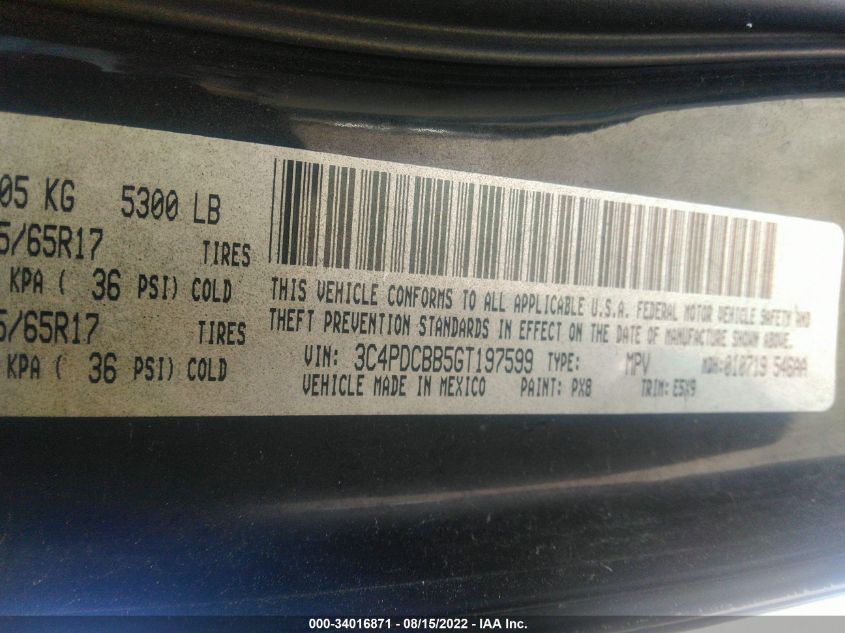 05 KG 5300 LB
5/65R17 TIRES
KPA ( 36 PSI) COLD
5/65R17 TIRES
KPA ( 36 PSI) COLD
THIS VEHICLE CONFORMS TO ALL APPLICABLE U.S.A. FEDERAL MOTOR VEHICLE SAFETY AND
THEFT PREVENTION STANDARDS IN EFFECT ON THE DATE OF MANUFACTURE SHOWN ABOVE.
VIN: 3C4PDCBB5GT197599 TYPE: MPV MDH:010719 546AA
VEHICLE MADE IN MEXICO PAINT: PX8 TRIM: E5X9
000-34016871 — 08/15/2022 — IAA Inc.